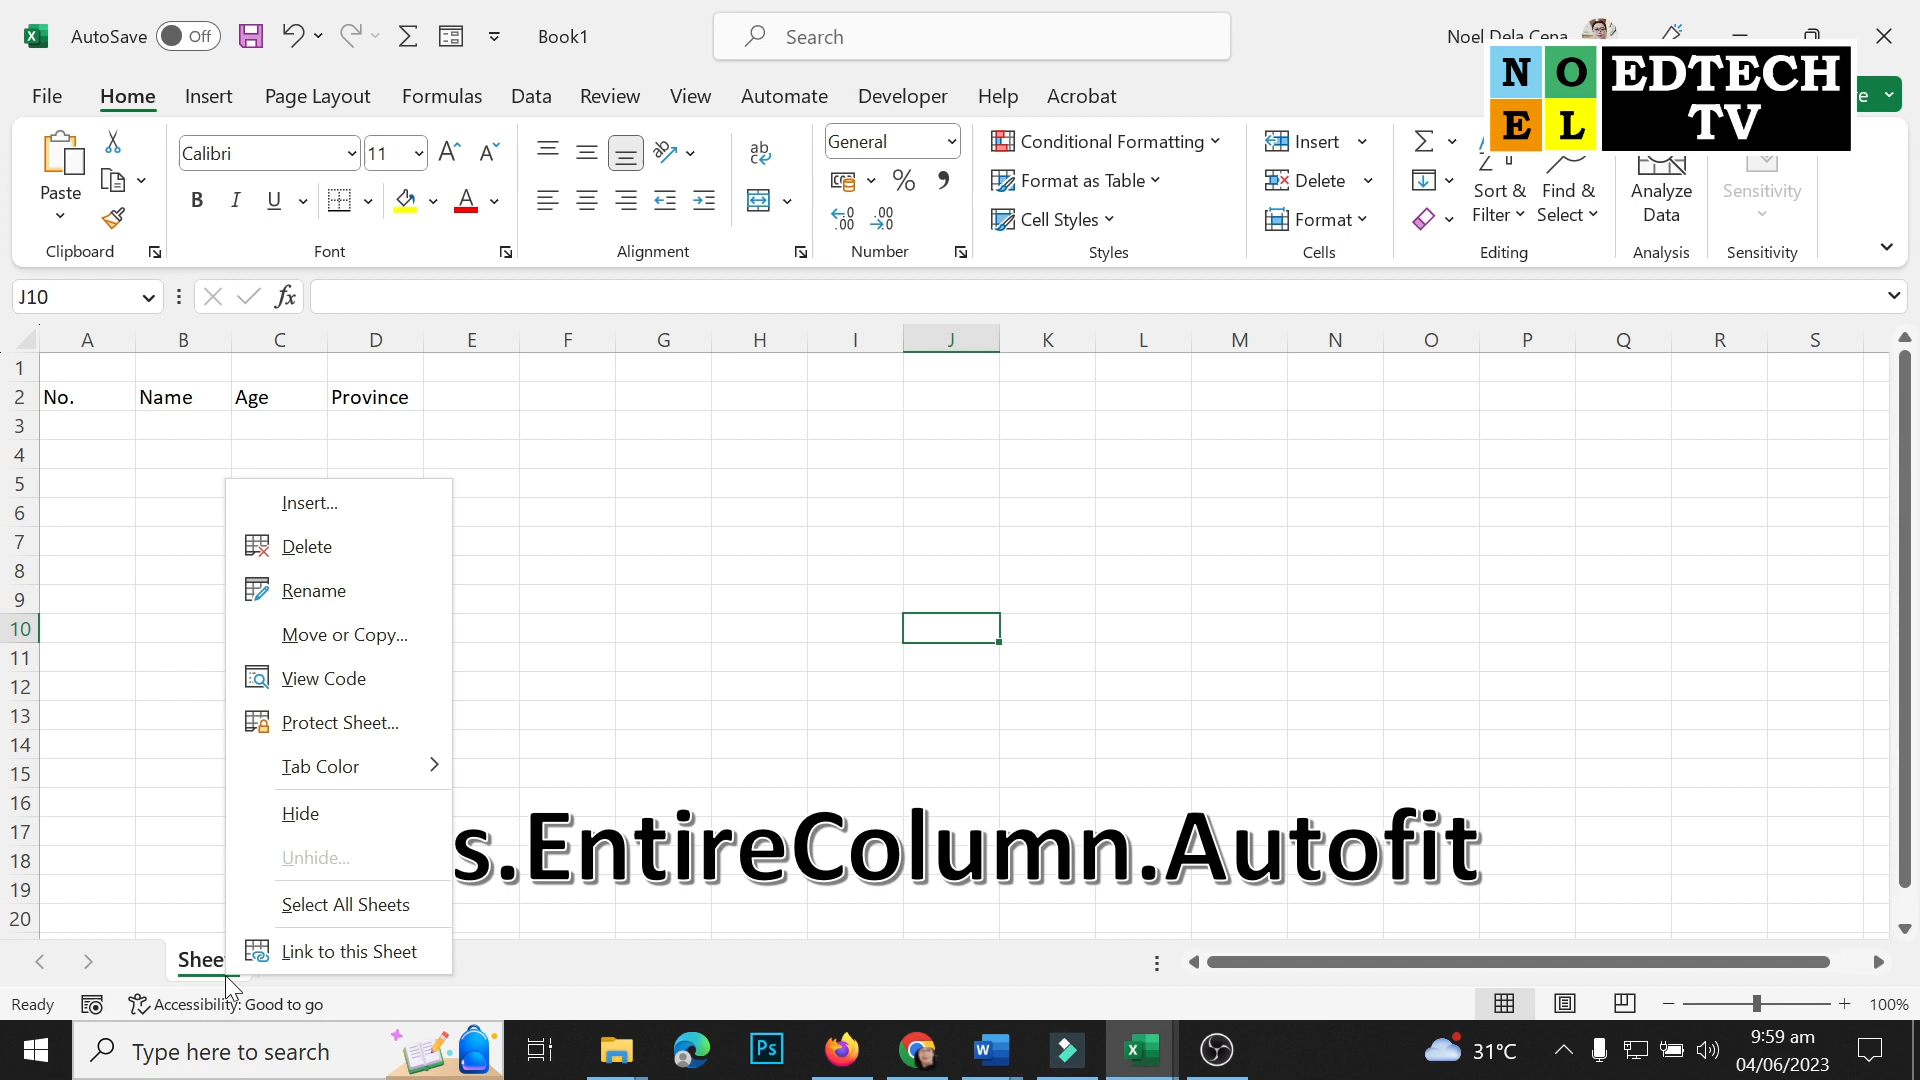 AutoSave Off Book1 Search Noel Dela Cena
File Home Insert Page Layout Formulas Data Review View Automate Developer Help Acrobat
NOEL EDTECH
TV
Paste
Calibri 11
General
B I U
Conditional Formatting
Format as Table
Cell Styles
Insert
Delete
Format
Sort &
Filter
Find &
Select
Analyze
Data
Sensitivity
Clipboard Font Alignment Number Styles Cells Editing Analysis Sensitivity
J10 fx
A B C D E F G H I J K L M N O P Q R S
1
2 No. Name Age Province
3
4
5
6
7
8
9
10
11
12
13
14
15
16
17
18
19
20
Insert...
Delete
Rename
Move or Copy...
View Code
Protect Sheet...
Tab Color
Hide
Unhide...
Select All Sheets
Link to this Sheet
s.EntireColumn.Autofit
Shee
Ready Accessibility: Good to go 100%
Type here to search 31°C 9:59 am
04/06/2023